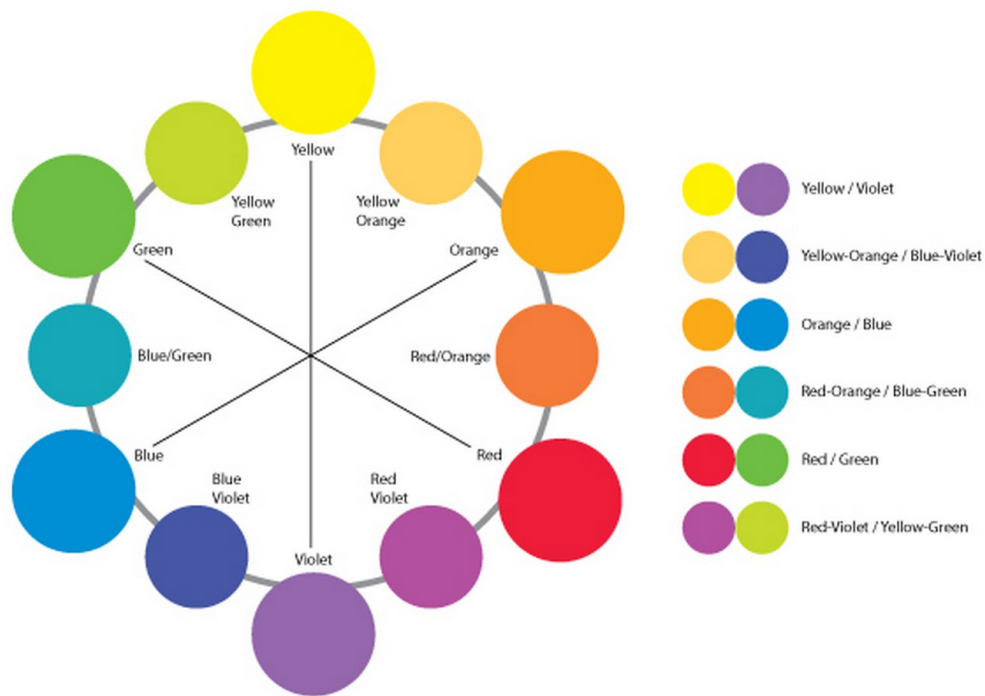 Yellow
Yellow
Green
Yellow
Orange
Green
Orange
Blue/Green
Red/Orange
Blue
Red
Blue
Violet
Red
Violet
Violet
Yellow / Violet
Yellow-Orange / Blue-Violet
Orange / Blue
Red-Orange / Blue-Green
Red / Green
Red-Violet / Yellow-Green